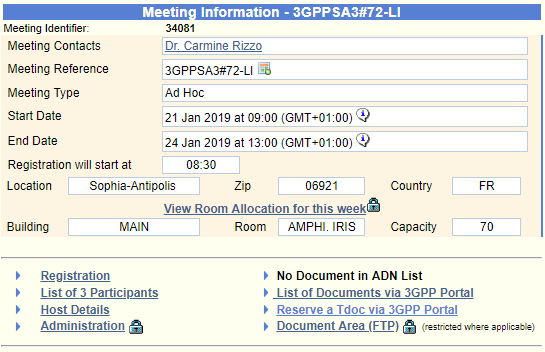 Meeting Information - 3GPPSA3#72-LI
Meeting Identifier: 34081
Meeting Contacts Dr. Carmine Rizzo
Meeting Reference 3GPPSA3#72-LI
Meeting Type Ad Hoc
Start Date 21 Jan 2019 at 09:00 (GMT+01:00)
End Date 24 Jan 2019 at 13:00 (GMT+01:00)
Registration will start at 08:30
Location Sophia-Antipolis Zip 06921 Country FR
View Room Allocation for this week
Building MAIN Room AMPHI. IRIS Capacity 70
Registration No Document in ADN List
List of 3 Participants List of Documents via 3GPP Portal
Host Details Reserve a Tdoc via 3GPP Portal
Administration Document Area (FTP) (restricted where applicable)